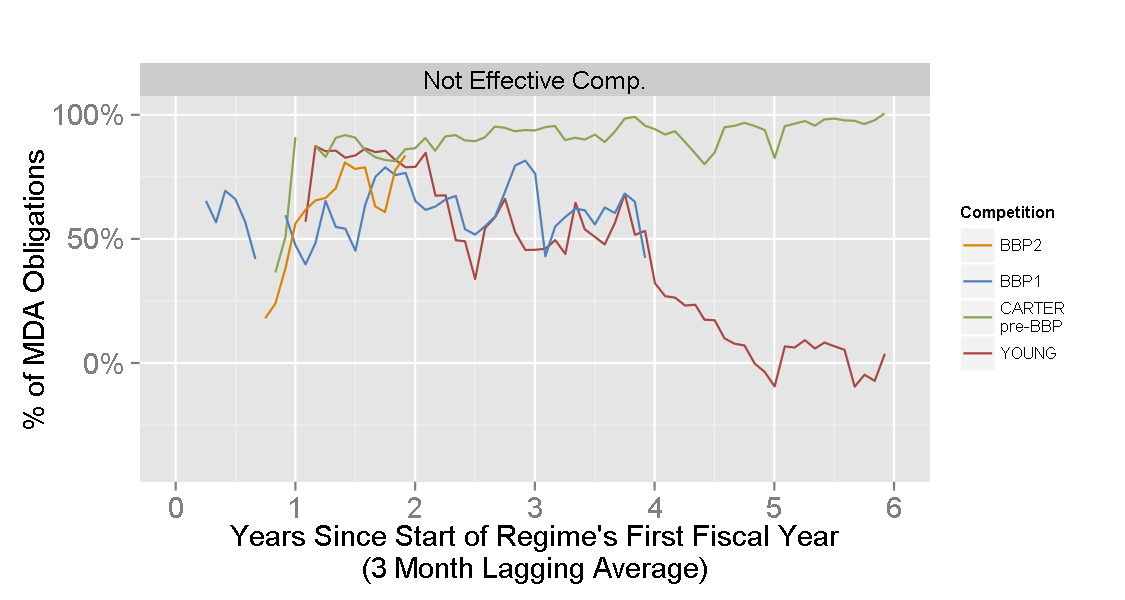 Not Effective Comp.
% of MDA Obligations
100%
50%
0%
0 1 2 3 4 5 6
Years Since Start of Regime's First Fiscal Year
(3 Month Lagging Average)
Competition
BBP2
BBP1
CARTER
pre-BBP
YOUNG